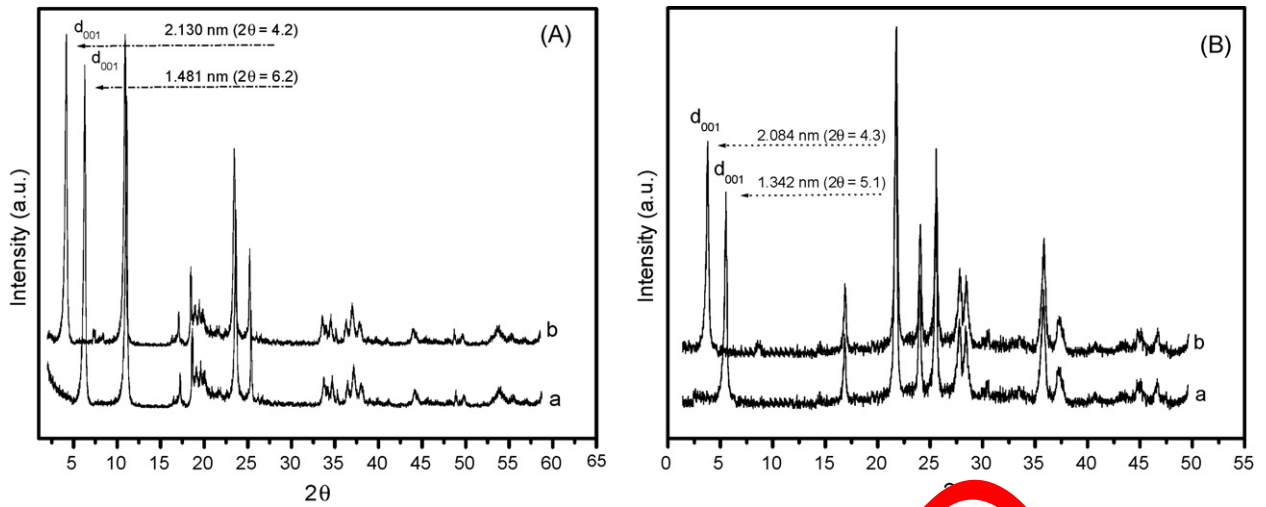 (A)
d001
2.130 nm (2θ = 4.2)
d001
1.481 nm (2θ = 6.2)
b
a
Intensity (a.u.)
5 10 15 20 25 30 35 40 45 50 55 60 65
2θ
(B)
d001
2.084 nm (2θ = 4.3)
d001
1.342 nm (2θ = 5.1)
b
a
Intensity (a.u.)
0 5 10 15 20 25 30 35 40 45 50 55